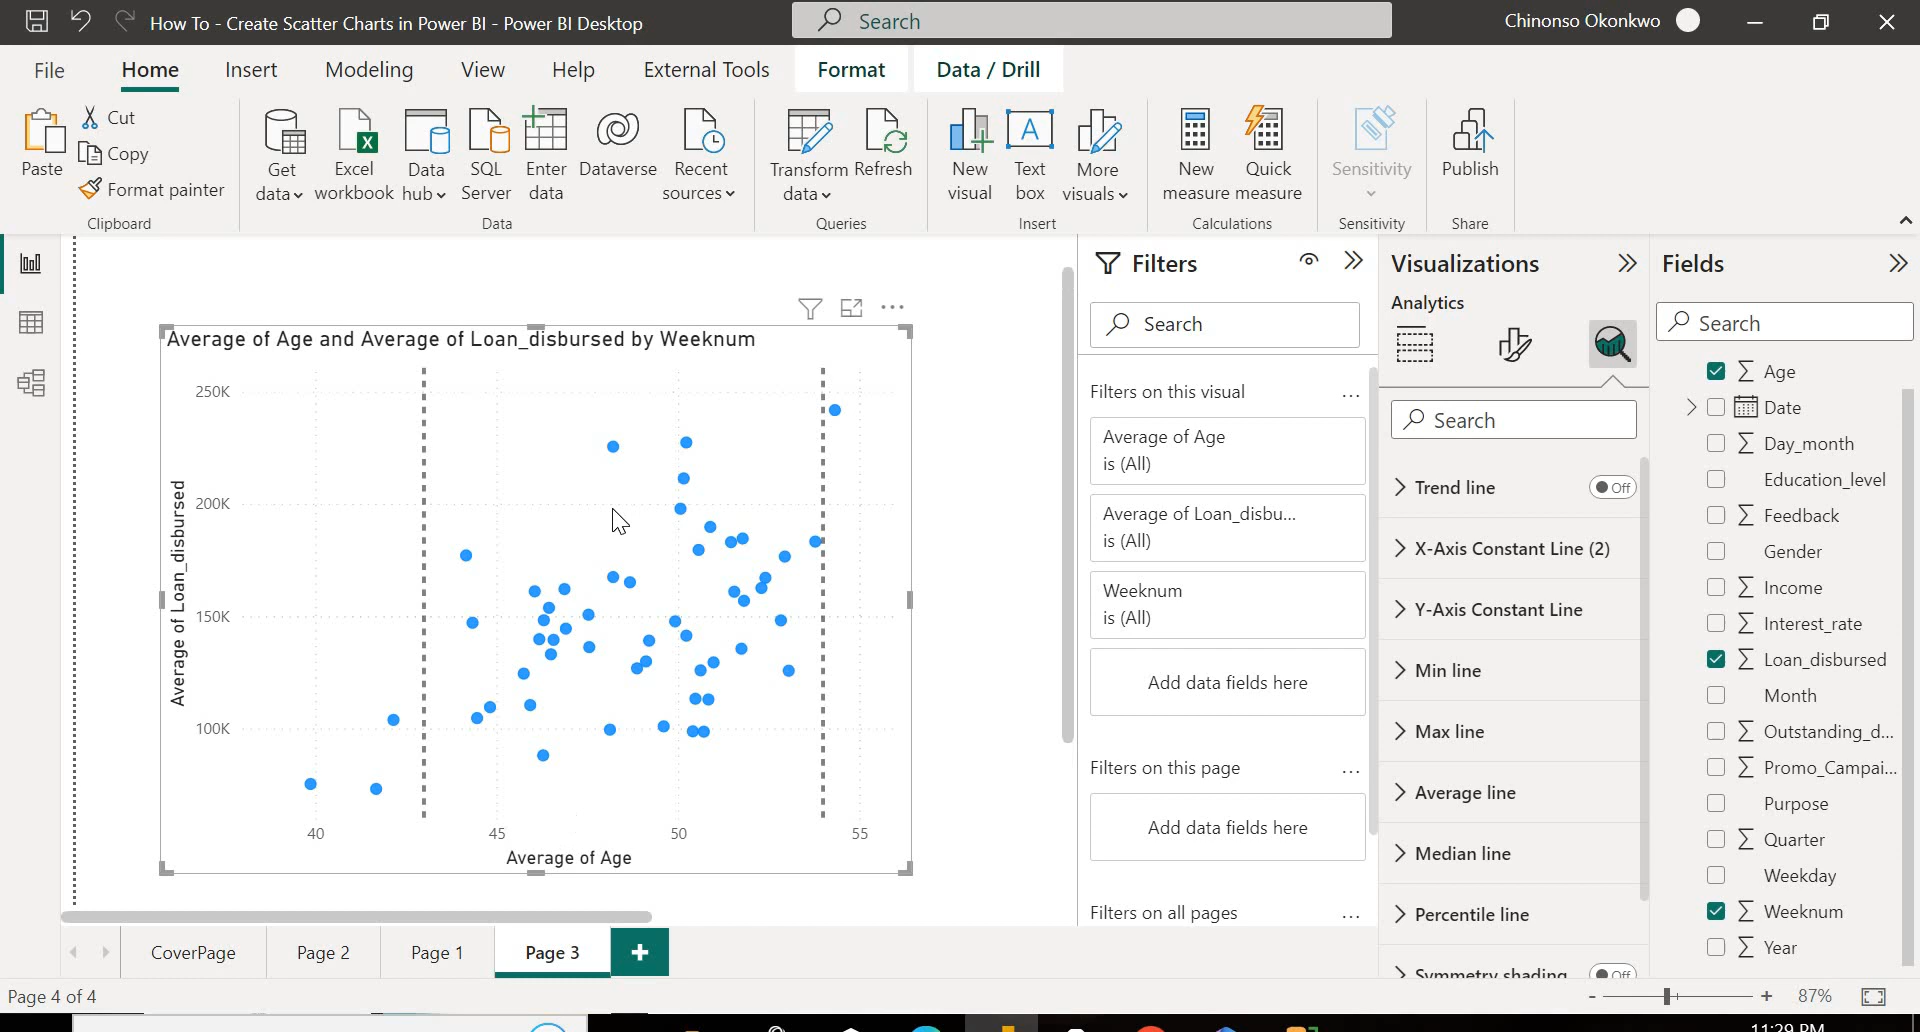 How To - Create Scatter Charts in Power BI - Power BI Desktop
Search
Chinonso Okonkwo
File
Home
Insert
Modeling
View
Help
External Tools
Format
Data / Drill
Paste
Cut
Copy
Format painter
Clipboard
Get
data
Excel
workbook
Data
hub
SQL
Server
Enter
data
Dataverse
Recent
sources
Data
Transform
data
Refresh
Queries
New
visual
Text
box
More
visuals
Insert
New
measure
Quick
measure
Calculations
Sensitivity
Sensitivity
Publish
Share
Average of Age and Average of Loan_disbursed by Weeknum
250K
200K
150K
100K
Average of Loan_disbursed
40
45
50
55
Average of Age
Filters
Search
Filters on this visual
...
Average of Age
is (All)
Average of Loan_disbu...
is (All)
Weeknum
is (All)
Add data fields here
Filters on this page
...
Add data fields here
Filters on all pages
...
Visualizations
Analytics
Search
Trend line
Off
X-Axis Constant Line (2)
Y-Axis Constant Line
Min line
Max line
Average line
Median line
Percentile line
Symmetry shading
Off
Fields
Search
Age
Date
Day_month
Education_level
Feedback
Gender
Income
Interest_rate
Loan_disbursed
Month
Outstanding_d...
Promo_Campai...
Purpose
Quarter
Weekday
Weeknum
Year
CoverPage
Page 2
Page 1
Page 3
+
Page 4 of 4
- + 87%
11:29 PM